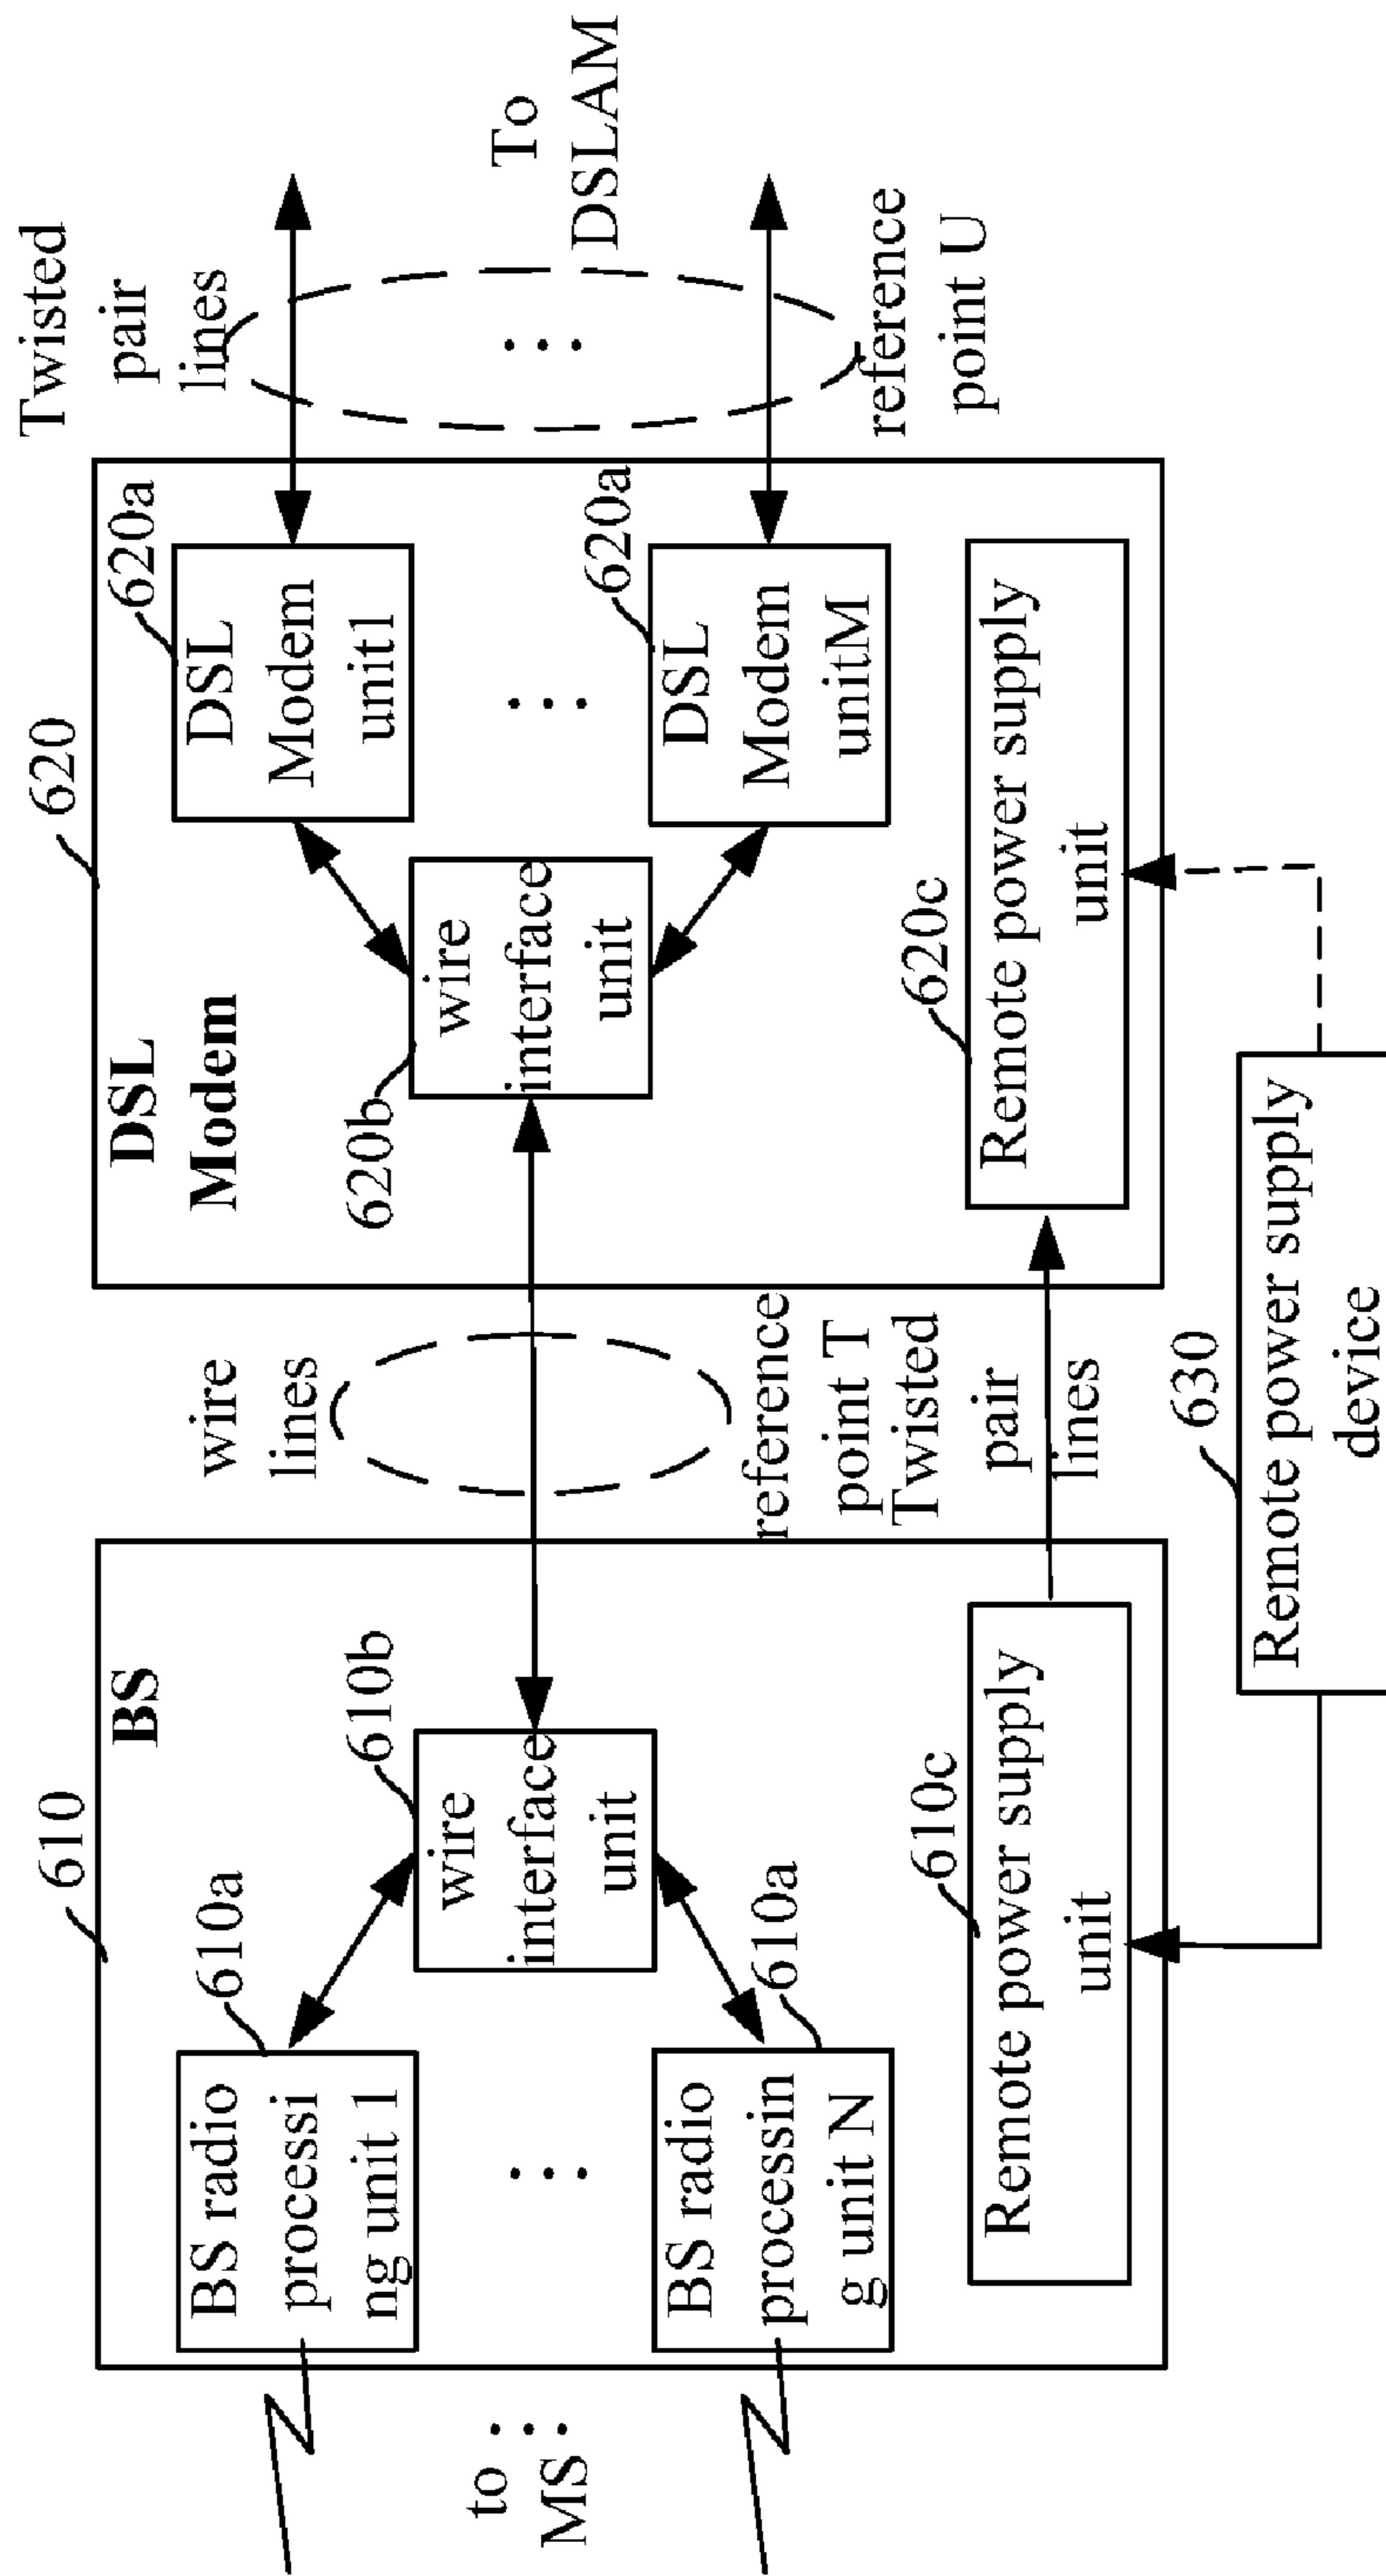 610
BS
610a
BS radio
processi
ng unit 1
610b
wire
interface
unit
610a
BS radio
processin
g unit N
to
MS
610c
Remote power supply
unit
wire
lines
reference
point T
Twisted
pair
lines
620
DSL
Modem
620a
DSL
Modem
unit1
620b
wire
interface
unit
620a
DSL
Modem
unitM
620c
Remote power supply
unit
Twisted
pair
lines
To
DSLAM
reference
point U
630
Remote power supply
device